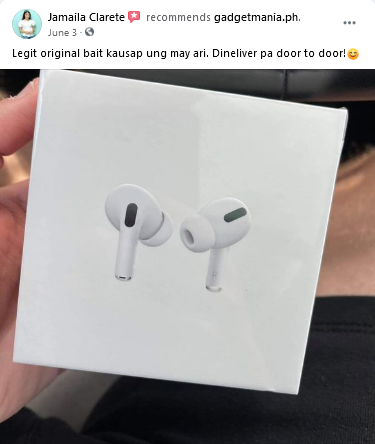 Jamaila Clarete recommends gadgetmania.ph.
June 3 ·
Legit original bait kausap ung may ari. Dineliver pa door to door!😊